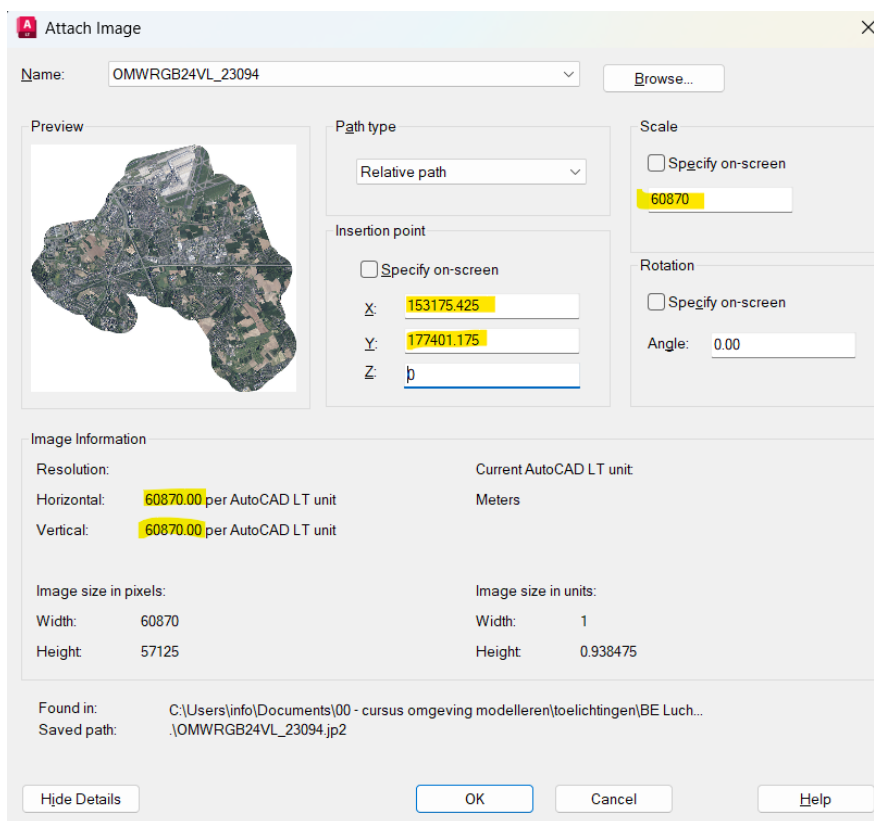 Attach Image
Name: OMWRGB24VL_23094 Browse...
Preview
Path type
Relative path
Scale
Specify on-screen
60870
Insertion point
Specify on-screen
X: 153175.425
Y: 177401.175
Z: 0
Rotation
Specify on-screen
Angle: 0.00
Image Information
Resolution:
Horizontal: 60870.00 per AutoCAD LT unit
Vertical: 60870.00 per AutoCAD LT unit
Current AutoCAD LT unit:
Meters
Image size in pixels:
Width: 60870
Height: 57125
Image size in units:
Width: 1
Height: 0.938475
Found in: C:\Users\info\Documents\00 - cursus omgeving modelleren\toelichtingen\BE Luch...
Saved path: .\OMWRGB24VL_23094.jp2
Hide Details OK Cancel Help